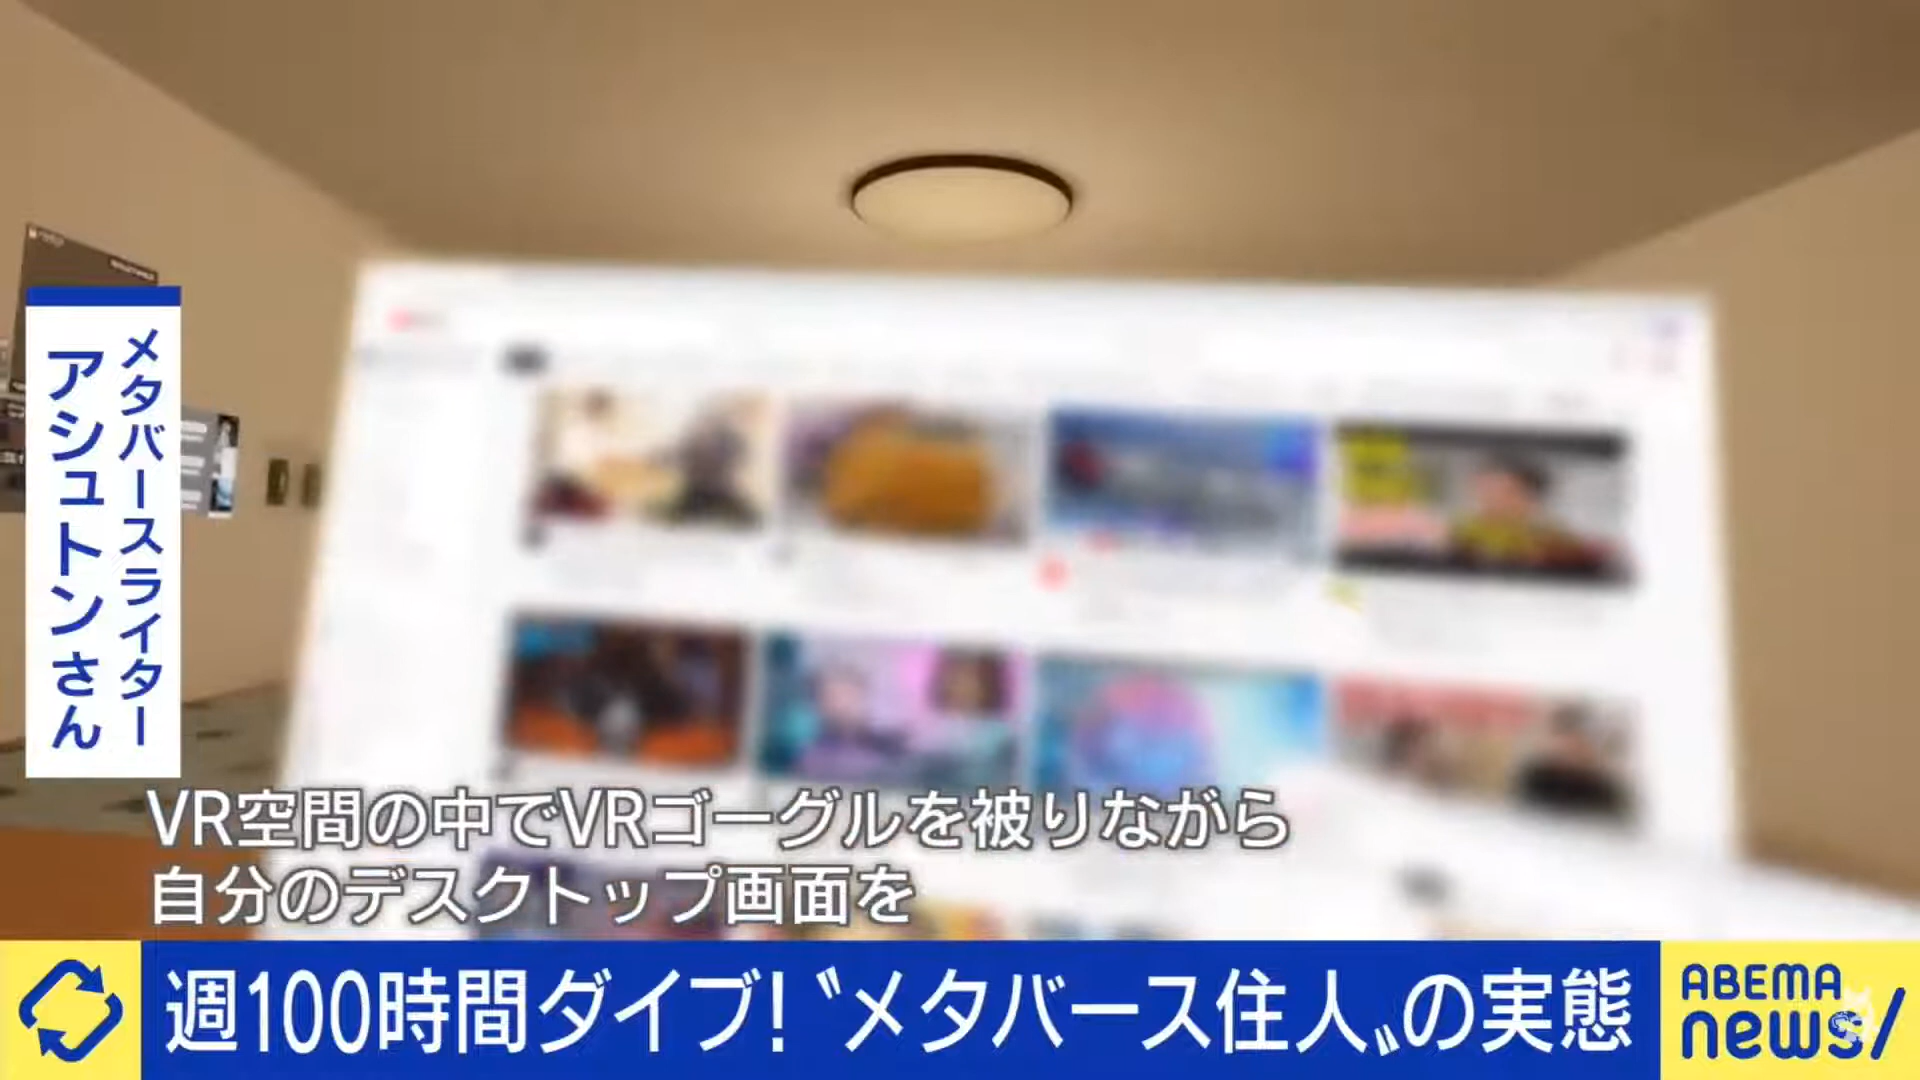 メタバースライター
アシュトンさん
VR空間の中でVRゴーグルを被りながら
自分のデスクトップ画面を
週100時間ダイブ!〝メタバース住人〟の実態
ABEMA
news/